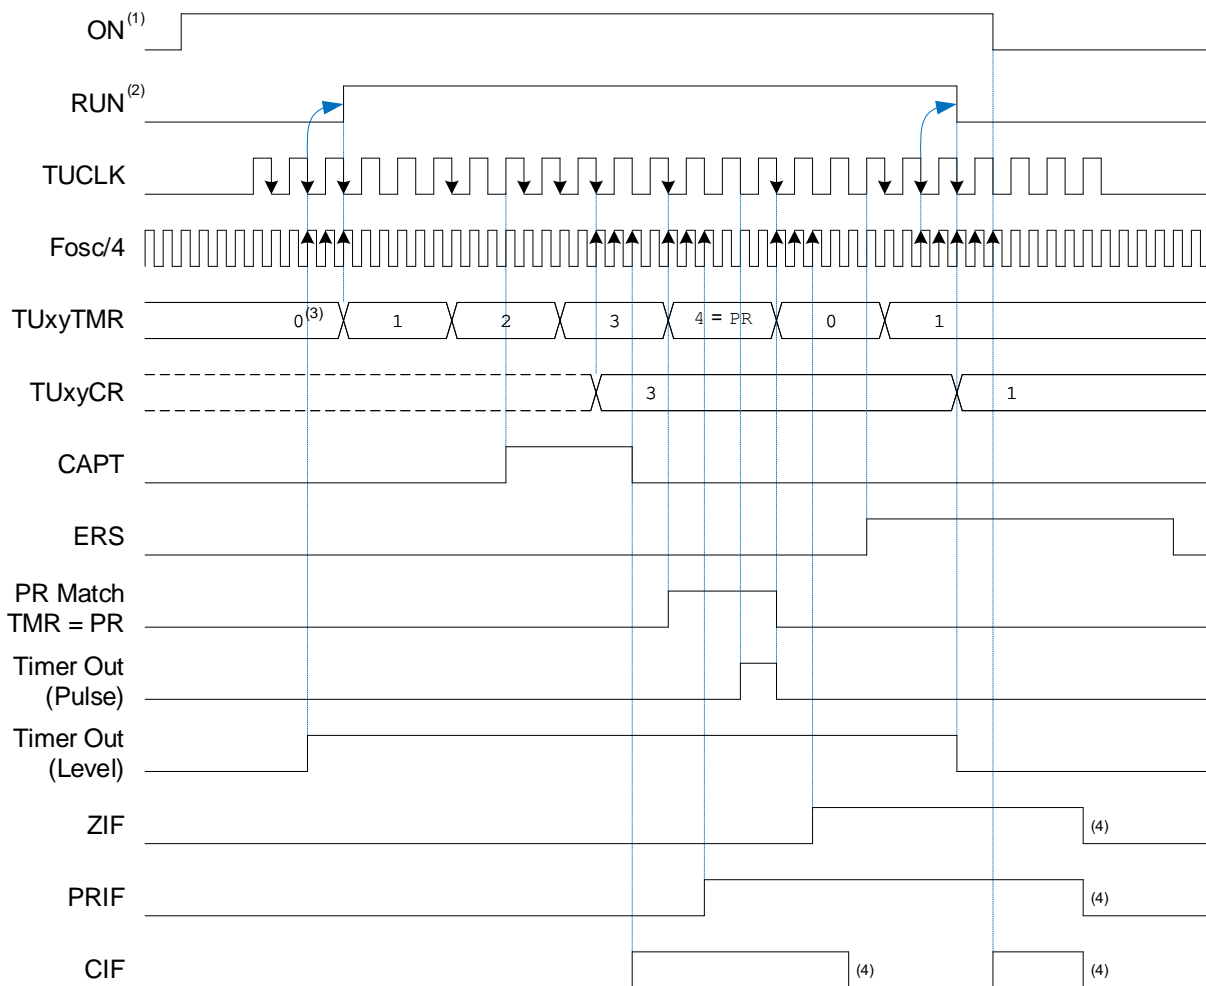 ON(1)
RUN(2)
TUCLK
Fosc/4
TUxyTMR 0(3) 1 2 3 4 = PR 0 1
TUxyCR 3 1
CAPT
ERS
PR Match
TMR = PR
Timer Out
(Pulse)
Timer Out
(Level)
ZIF (4)
PRIF (4)
CIF (4) (4)